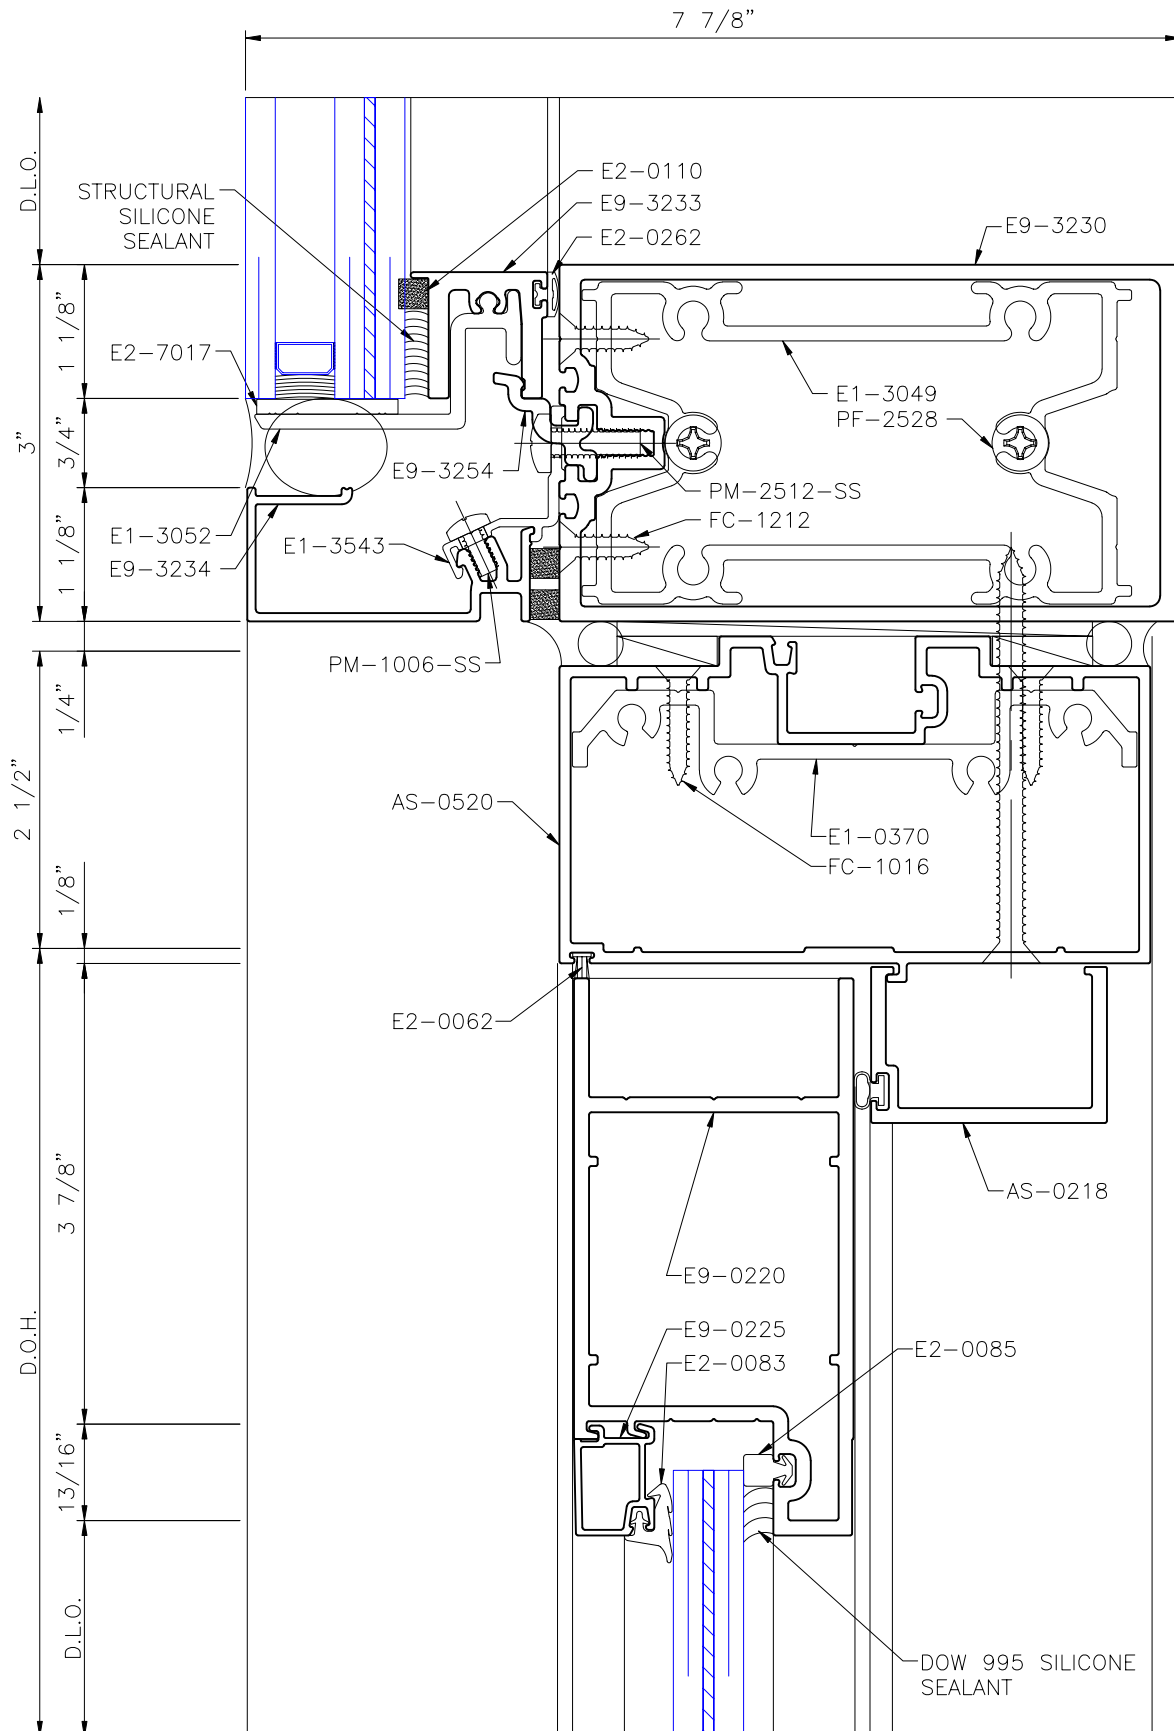 7 7/8”
D.L.O.
STRUCTURAL
SILICONE
SEALANT
E2-0110
E9-3233
E2-0262
E9-3230
1 1/8”
E2-7017
E1-3049
PF-2528
3”
3/4”
E9-3254
PM-2512-SS
FC-1212
1 1/8”
E1-3052
E1-3543
E9-3234
PM-1006-SS
1/4”
2 1/2”
AS-0520
E1-0370
FC-1016
1/8”
E2-0062
3 7/8”
AS-0218
E9-0220
D.O.H.
E9-0225
E2-0083
E2-0085
13/16”
D.L.O.
DOW 995 SILICONE
SEALANT